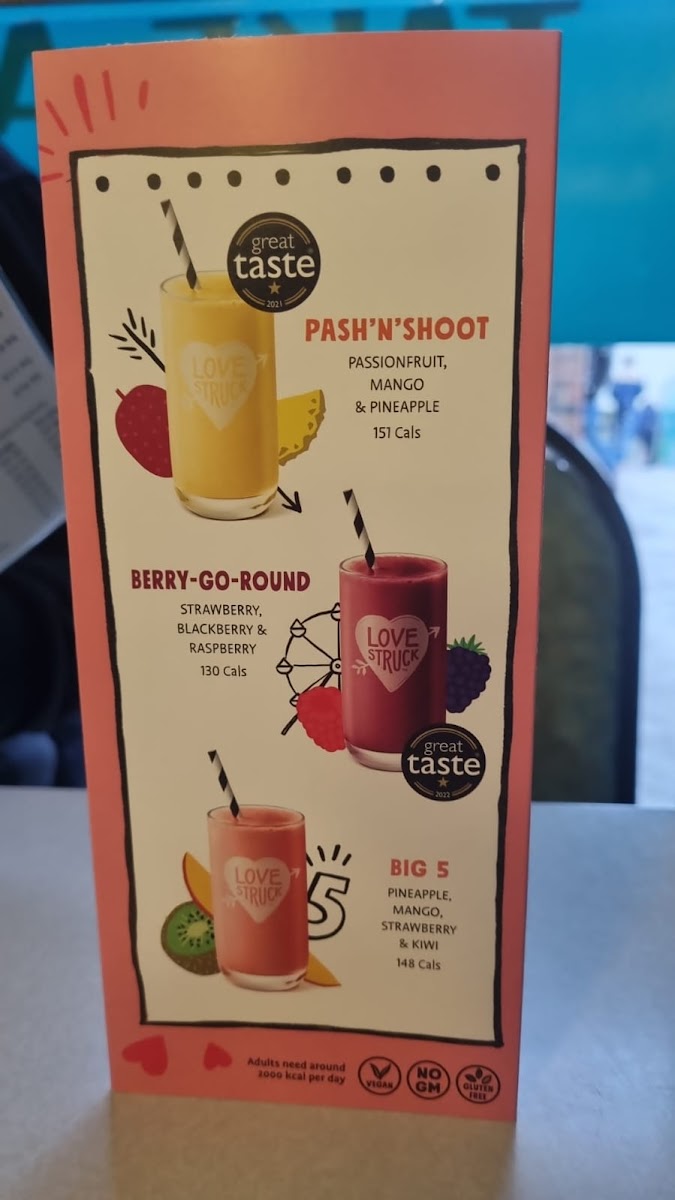 great
taste
2021
LOVE
STRUCK
PASH'N'SHOOT
PASSIONFRUIT,
MANGO
& PINEAPPLE
151 Cals
BERRY-GO-ROUND
STRAWBERRY,
BLACKBERRY &
RASPBERRY
130 Cals
LOVE
STRUCK
great
taste
2022
LOVE
STRUCK
5
BIG 5
PINEAPPLE,
MANGO,
STRAWBERRY
& KIWI
148 Cals
Adults need around
2000 kcal per day
VEGAN
NO
GM
GLUTEN
FREE